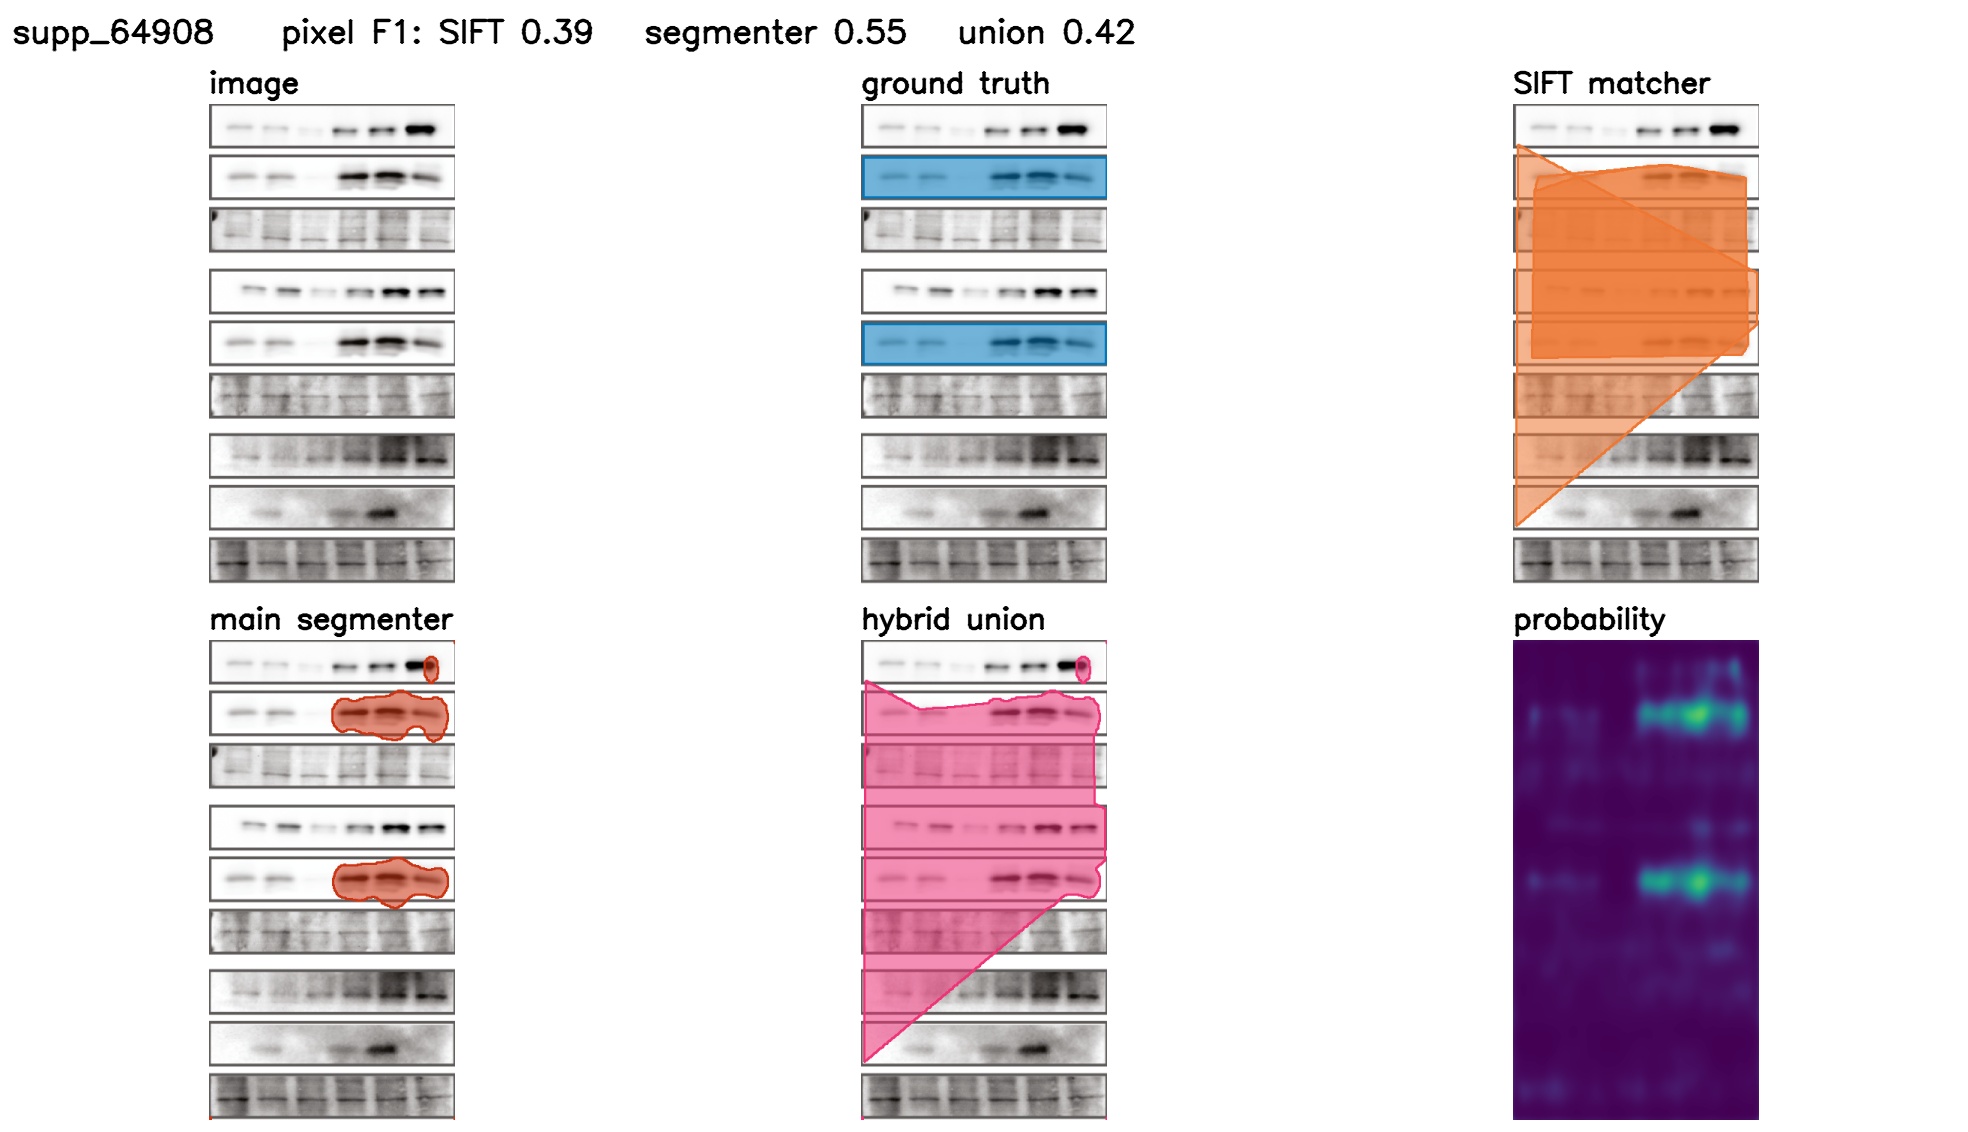 supp_64908 pixel F1: SIFT 0.39 segmenter 0.55 union 0.42
image ground truth SIFT matcher
main segmenter hybrid union probability